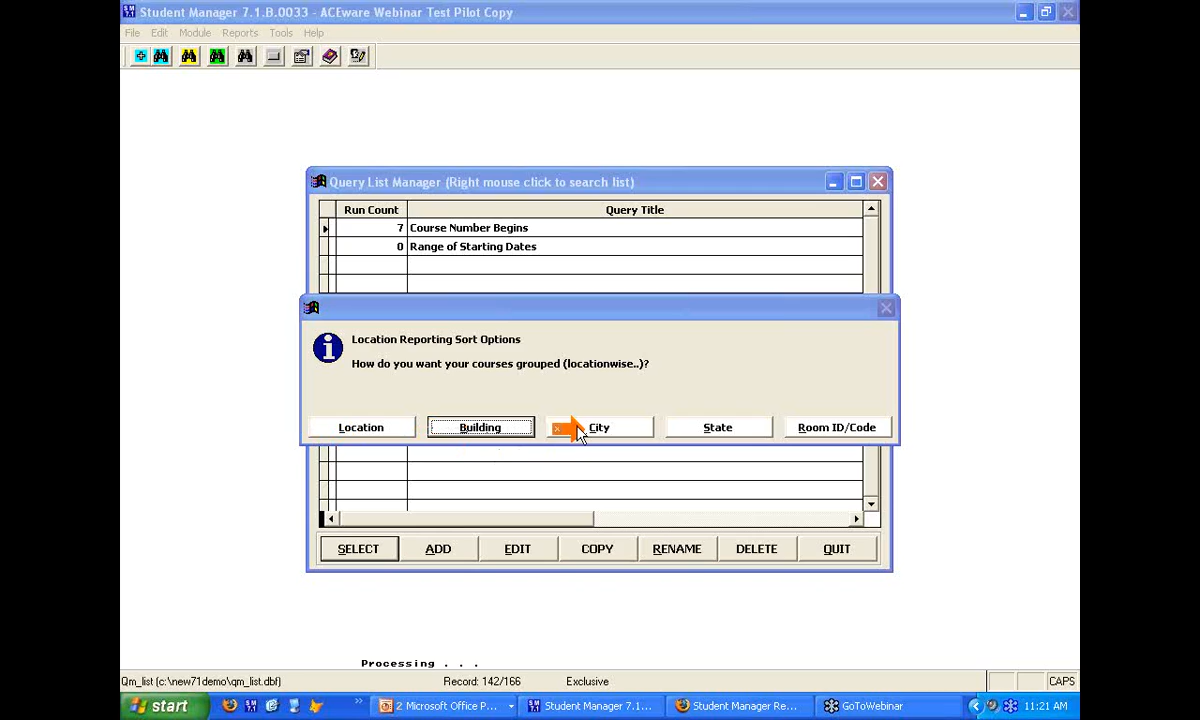 Student Manager 7.1.B.0033 - ACEware Webinar Test Pilot Copy
File Edit Module Reports Tools Help
Query List Manager (Right mouse click to search list)
Run Count Query Title
7 Course Number Begins
0 Range of Starting Dates
Location Reporting Sort Options
How do you want your courses grouped (locationwise..)?
Location Building City State Room ID/Code
SELECT ADD EDIT COPY RENAME DELETE QUIT
Processing . . .
Qm_list (c:\new71demo\qm_list.dbf) Record: 142/166 Exclusive CAPS
start 2 Microsoft Office P... Student Manager 7.1... Student Manager Re... GoToWebinar 11:21 AM